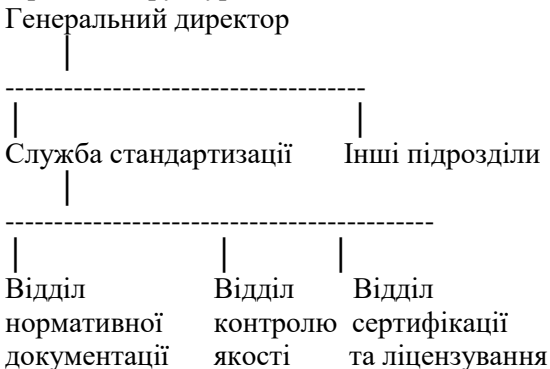 Генеральний директор
Служба стандартизації Інші підрозділи
Відділ Відділ Відділ
нормативної контролю сертифікації
документації якості та ліцензування